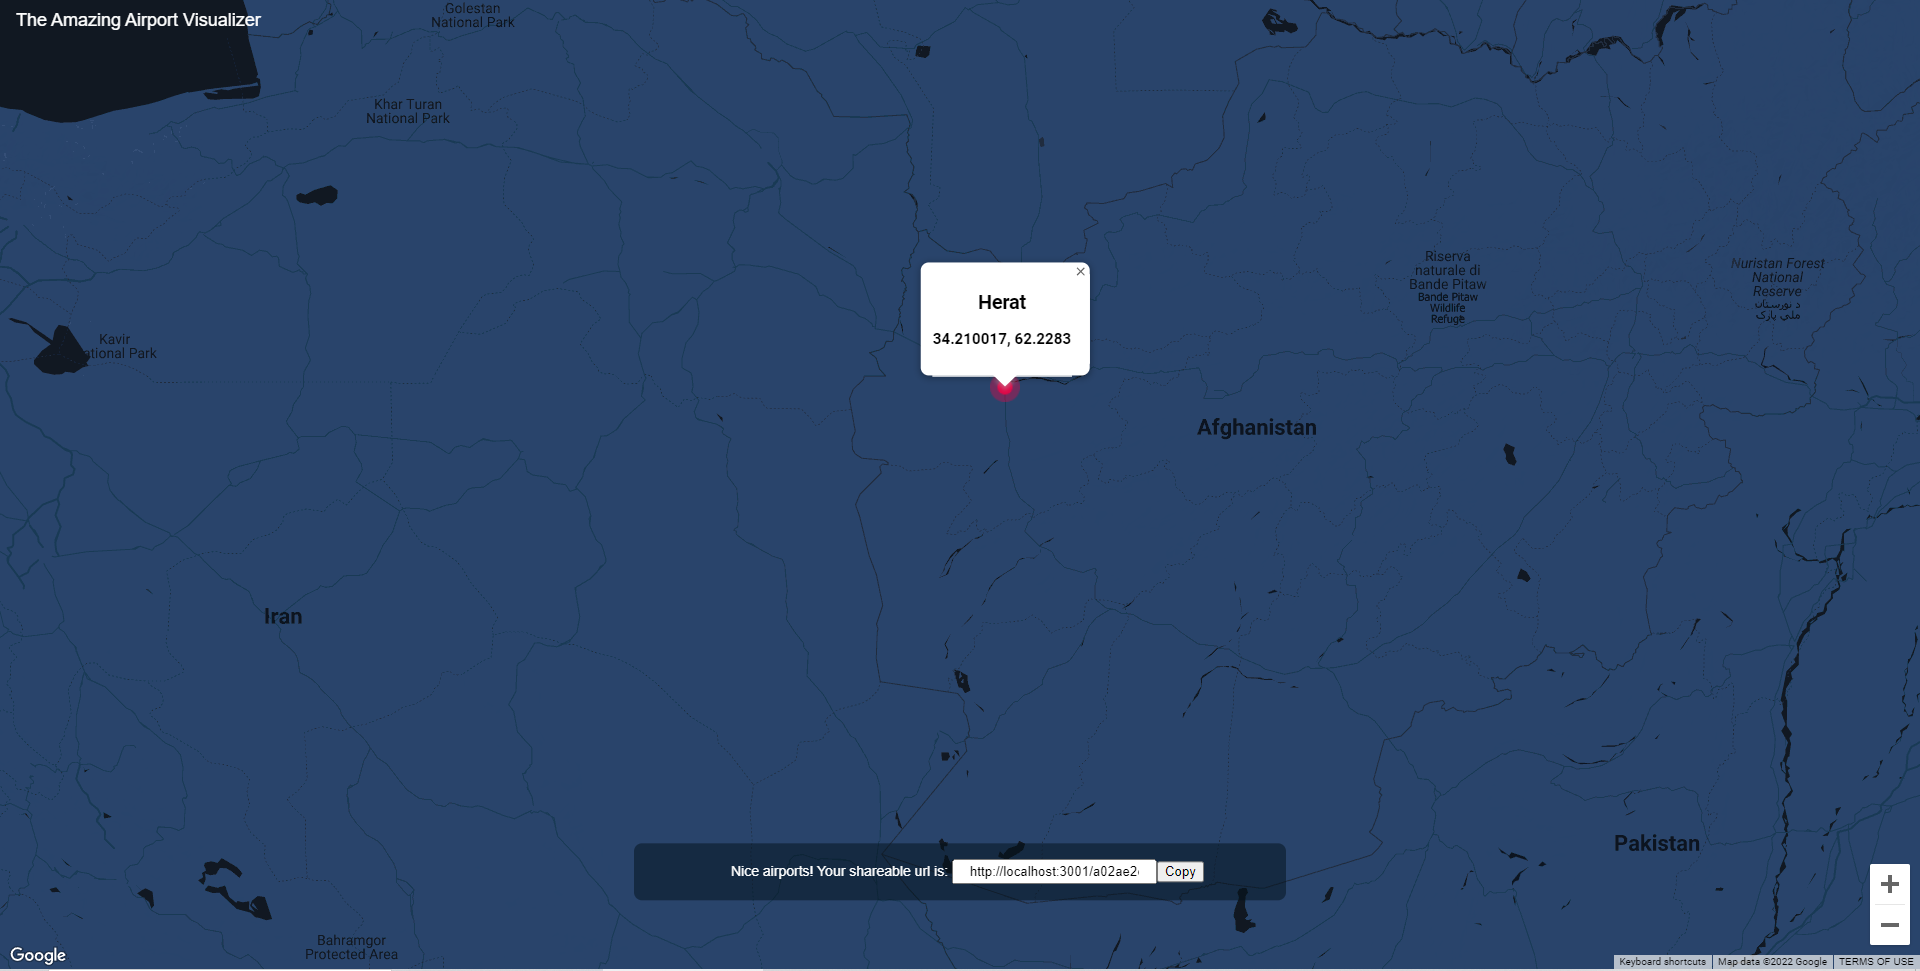 The Amazing Airport Visualizer
Golestan
National Park
Khar Turan
National Park
Riserva
naturale di
Bande Pitaw
Bande Pitaw
Wildlife
Refuge
Nuristan Forest
National
Reserve
د نورستان
ملي پارک
×
Herat
34.210017, 62.2283
Kavir
National Park
Afghanistan
Iran
Pakistan
Nice airports! Your shareable url is: http://localhost:3001/a02ae2 Copy
Bahramgor
Protected Area
Google
Keyboard shortcuts Map data ©2022 Google TERMS OF USE